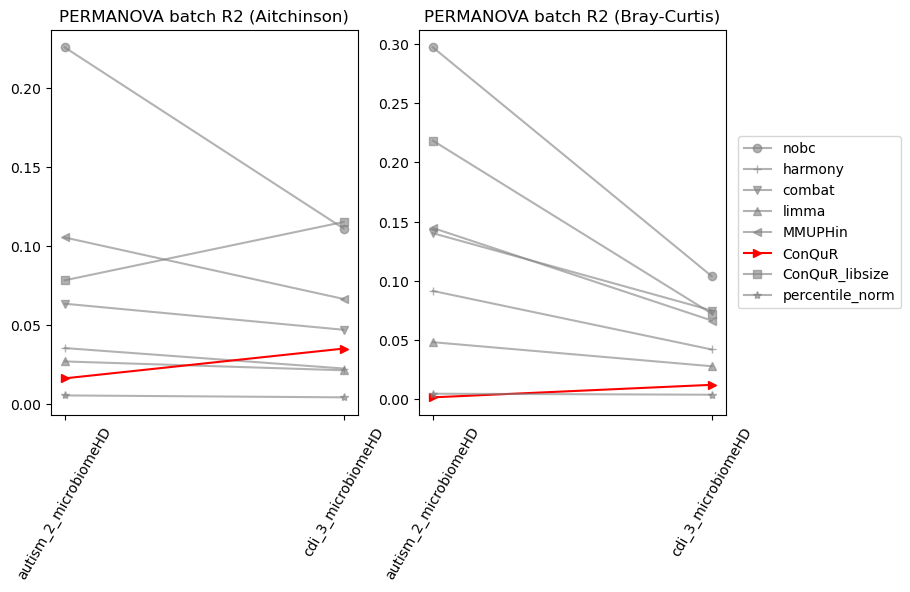 PERMANOVA batch R2 (Aitchinson)
0.20
0.15
0.10
0.05
0.00
autism_2_microbiomeHD
cdi_3_microbiomeHD
PERMANOVA batch R2 (Bray-Curtis)
0.30
0.25
0.20
0.15
0.10
0.05
0.00
autism_2_microbiomeHD
cdi_3_microbiomeHD
nobc
harmony
combat
limma
MMUPHin
ConQuR
ConQuR_libsize
percentile_norm